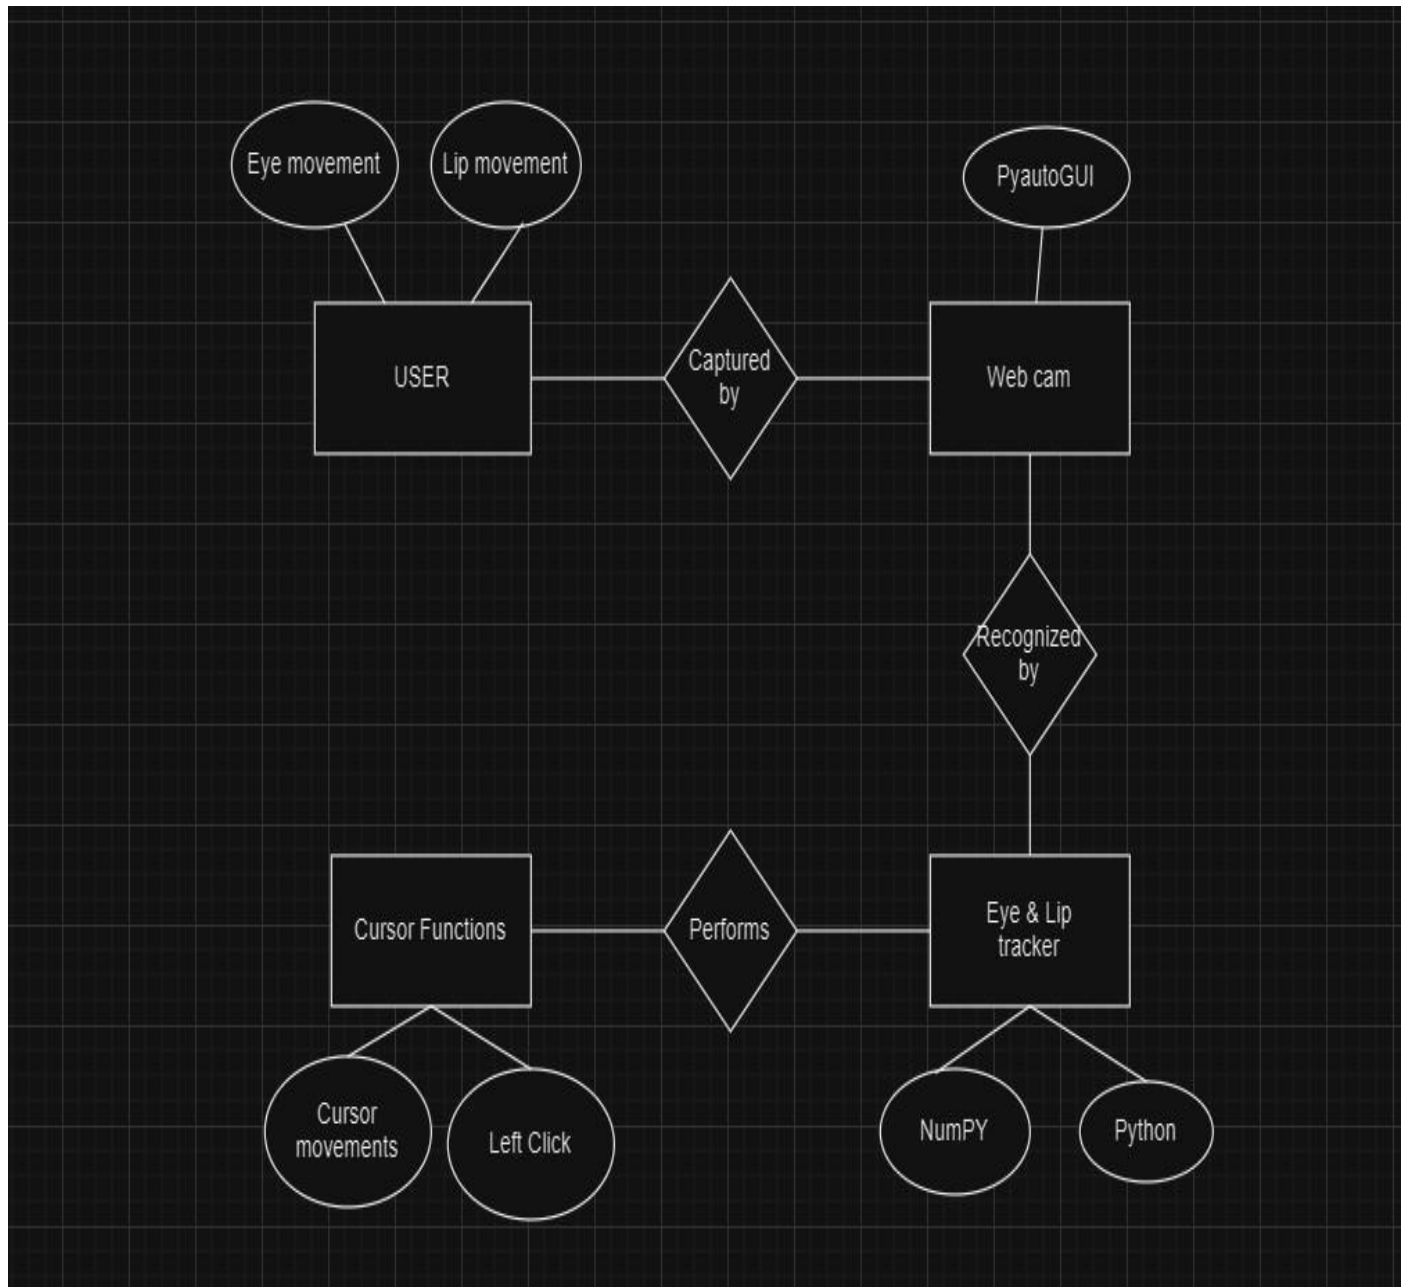 Eye movement
Lip movement
PyautoGUI
USER
Captured
by
Web cam
Recognized
by
Cursor Functions
Performs
Eye & Lip
tracker
Cursor
movements
Left Click
NumPY
Python